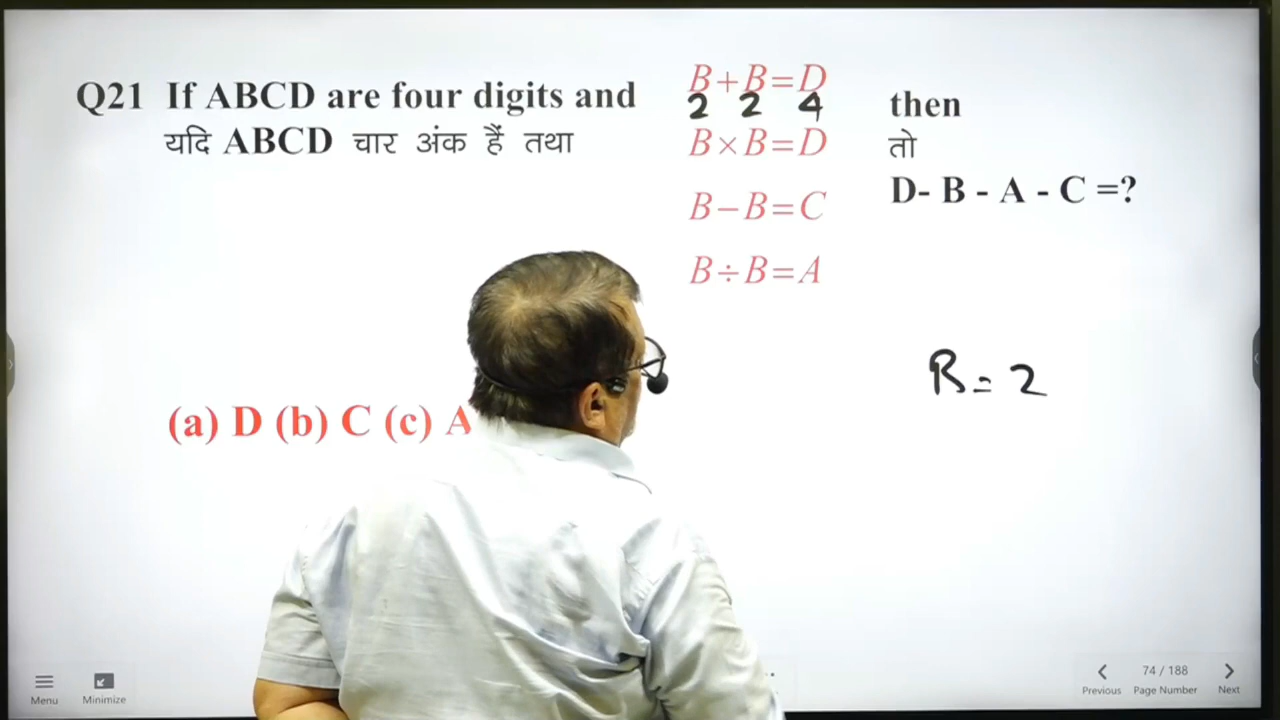 Q21 If ABCD are four digits and
यदि ABCD चार अंक हैं तथा
B+B=D
2 2 4
B×B=D
B−B=C
B÷B=A
then
तो
D- B - A - C =?
B = 2
(a) D (b) C (c) A
Menu
Minimize
74 / 188
Previous Page Number Next